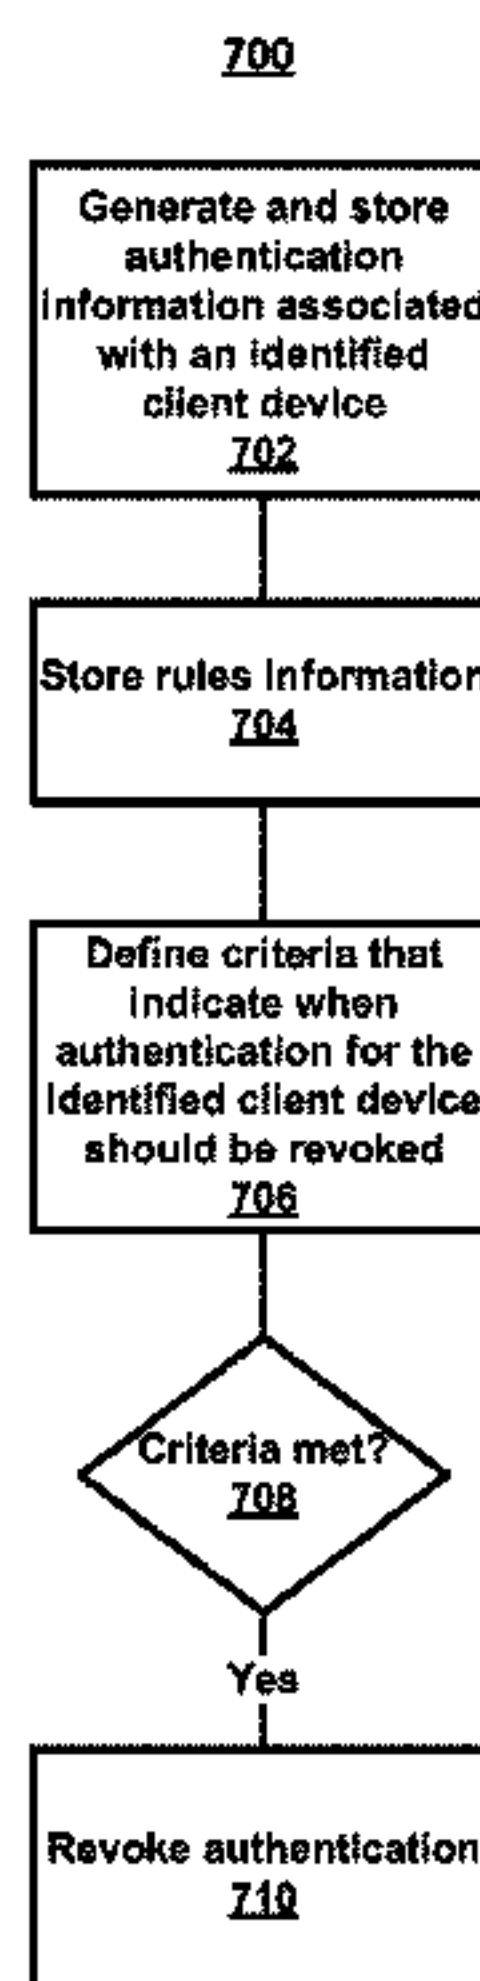 700
Generate and store
authentication
information associated
with an identified
client device
702
Store rules information
704
Define criteria that
indicate when
authentication for the
identified client device
should be revoked
706
Criteria met?
708
Yes
Revoke authentication
710